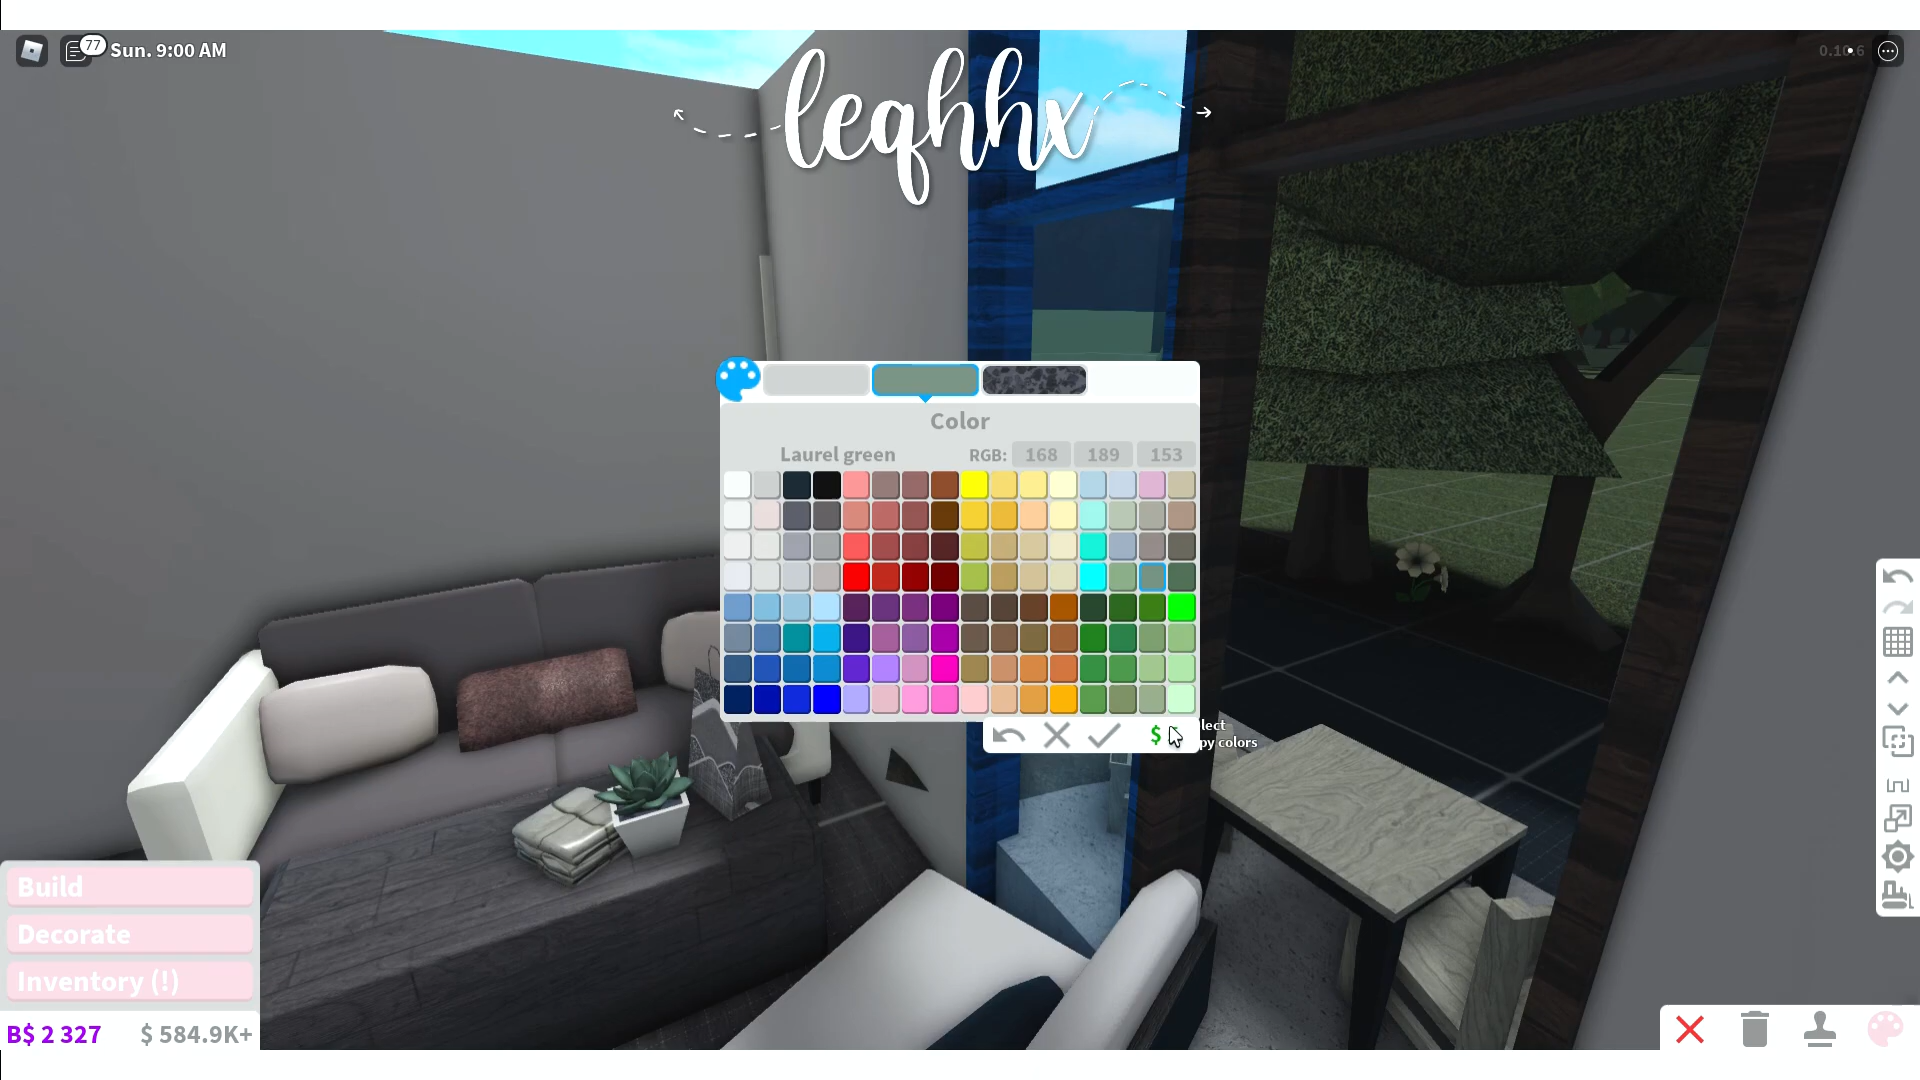 77 Sun. 9:00 AM
leqhhx
Color
Laurel green RGB: 168 189 153
$
lect
py colors
Build
Decorate
Inventory (!)
B$ 2 327 $ 584.9K+